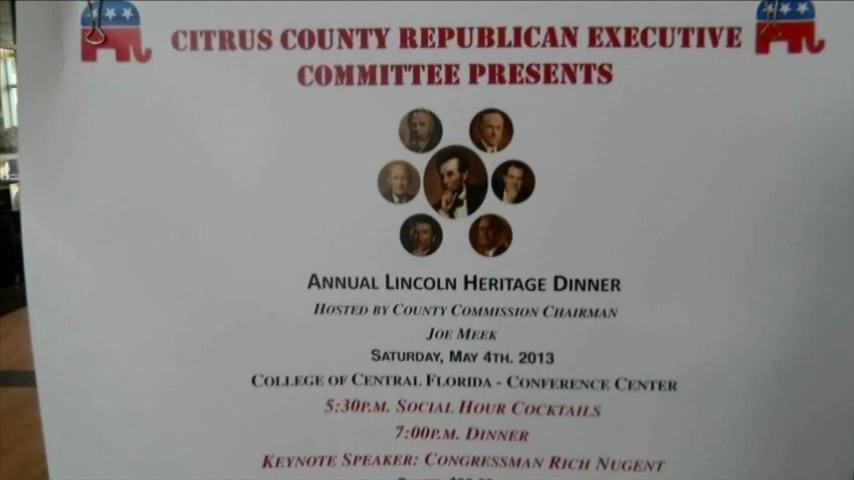 CITRUS COUNTY REPUBLICAN EXECUTIVE
COMMITTEE PRESENTS
ANNUAL LINCOLN HERITAGE DINNER
HOSTED BY COUNTY COMMISSION CHAIRMAN
JOE MEEK
SATURDAY, MAY 4TH. 2013
COLLEGE OF CENTRAL FLORIDA - CONFERENCE CENTER
5:30P.M. SOCIAL HOUR COCKTAILS
7:00P.M. DINNER
KEYNOTE SPEAKER: CONGRESSMAN RICH NUGENT